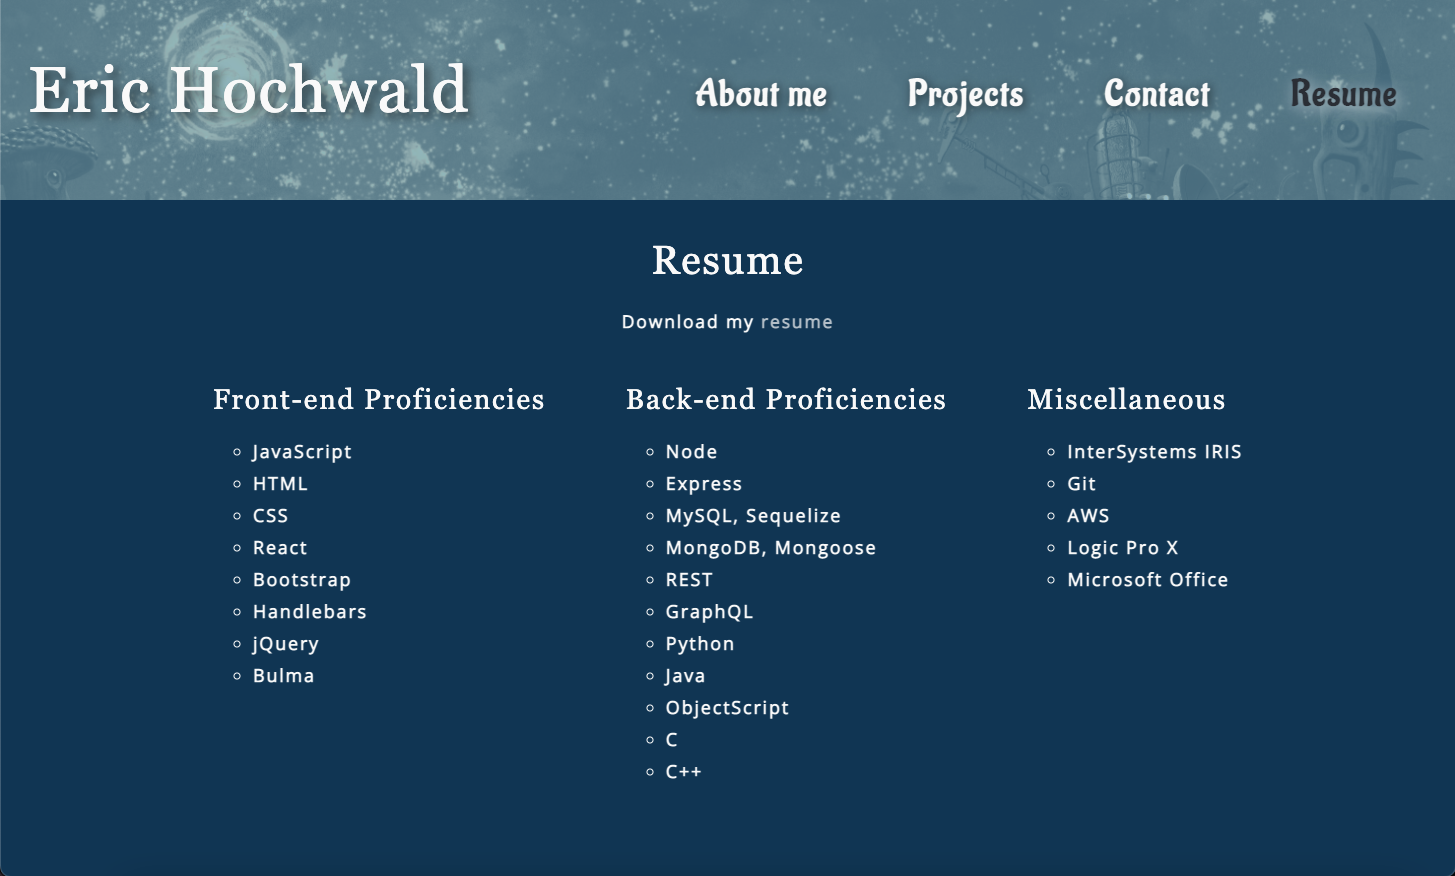 Eric Hochwald
About me
Projects
Contact
Resume
Resume
Download my resume
Front-end Proficiencies
JavaScript
HTML
CSS
React
Bootstrap
Handlebars
jQuery
Bulma
Back-end Proficiencies
Node
Express
MySQL, Sequelize
MongoDB, Mongoose
REST
GraphQL
Python
Java
ObjectScript
C
C++
Miscellaneous
InterSystems IRIS
Git
AWS
Logic Pro X
Microsoft Office